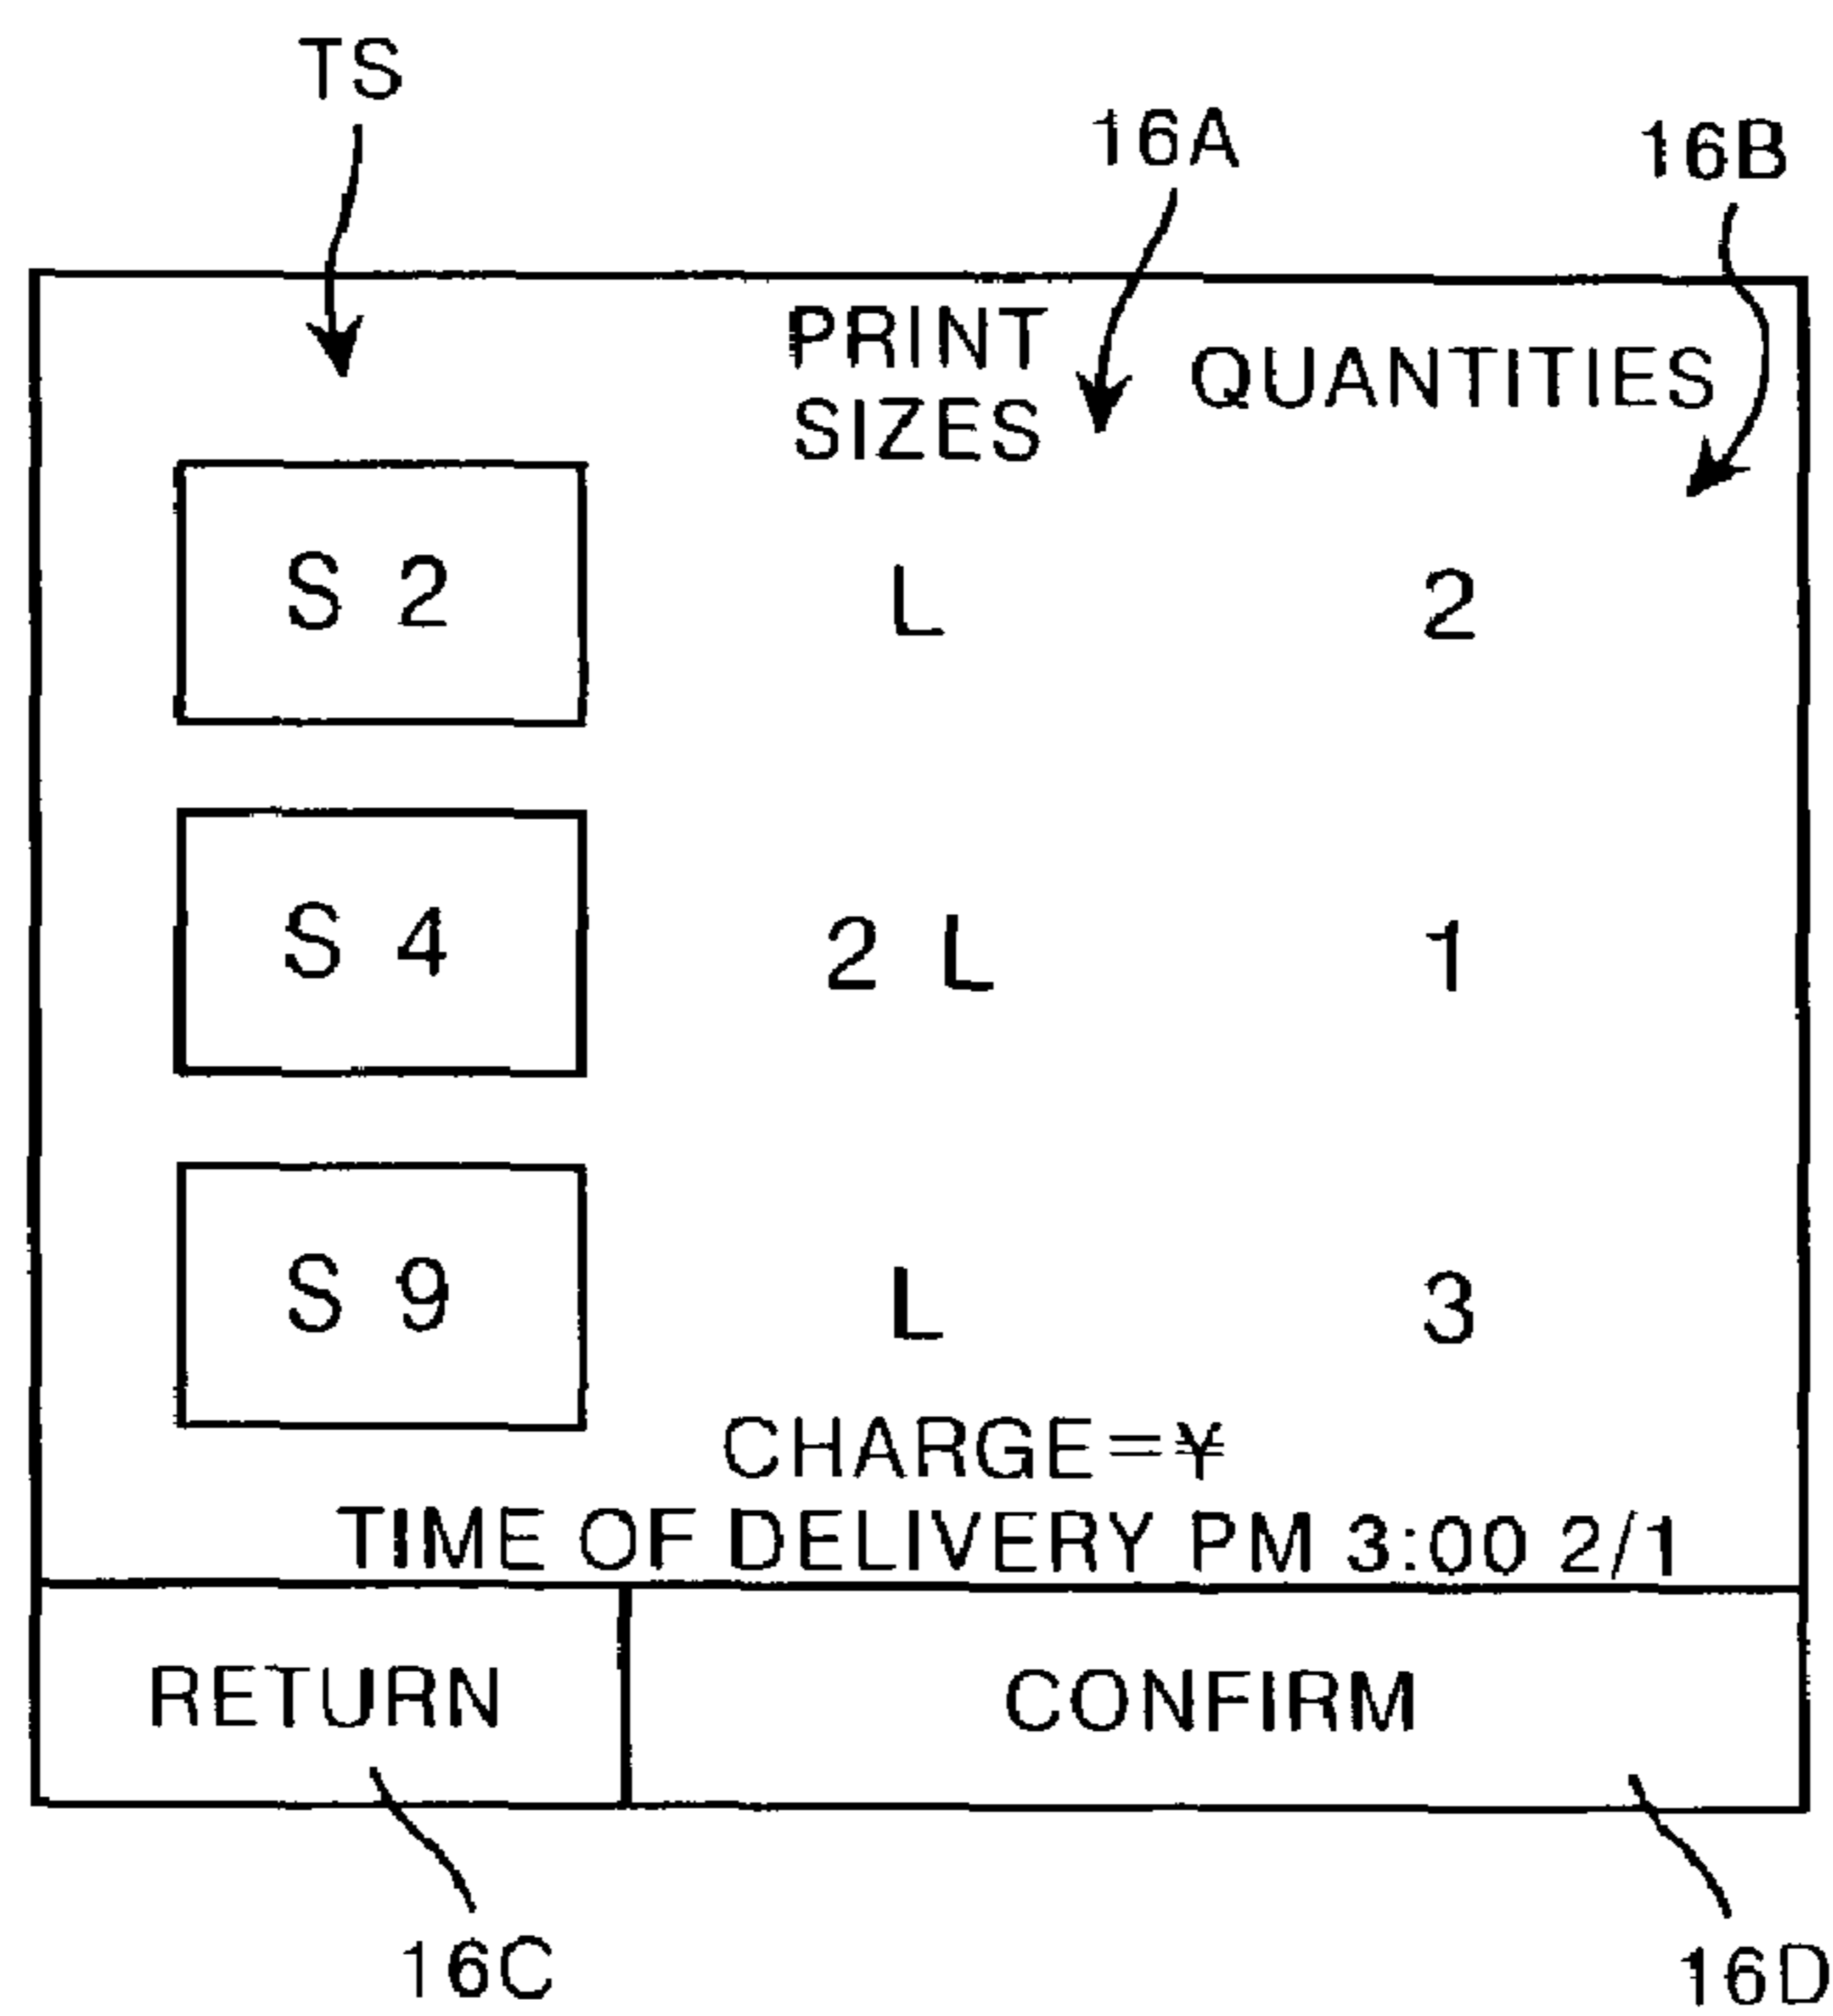 TS
16A
16B
PRINT
SIZES
QUANTITIES
S 2 L 2
S 4 2 L 1
S 9 L 3
CHARGE=¥
TIME OF DELIVERY PM 3:00 2/1
RETURN CONFIRM
16C
16D